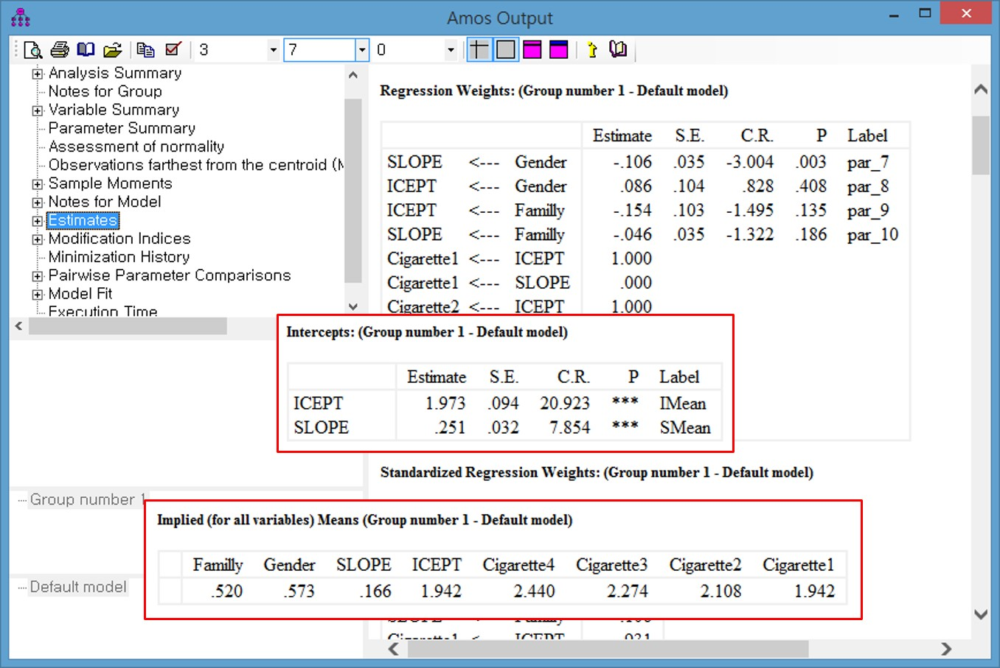 Amos Output
3 7 0
Analysis Summary
Notes for Group
Variable Summary
Parameter Summary
Assessment of normality
Observations farthest from the centroid (M
Sample Moments
Notes for Model
Estimates
Modification Indices
Minimization History
Pairwise Parameter Comparisons
Model Fit
Execution Time
Regression Weights: (Group number 1 - Default model)
Estimate S.E. C.R. P Label
SLOPE <--- Gender -.106 .035 -3.004 .003 par_7
ICEPT <--- Gender .086 .104 .828 .408 par_8
ICEPT <--- Familly -.154 .103 -1.495 .135 par_9
SLOPE <--- Familly -.046 .035 -1.322 .186 par_10
Cigarette1 <--- ICEPT 1.000
Cigarette1 <--- SLOPE .000
Cigarette2 <--- ICEPT 1.000
Intercepts: (Group number 1 - Default model)
Estimate S.E. C.R. P Label
ICEPT 1.973 .094 20.923 *** IMean
SLOPE .251 .032 7.854 *** SMean
Standardized Regression Weights: (Group number 1 - Default model)
Group number 1
Implied (for all variables) Means (Group number 1 - Default model)
Familly Gender SLOPE ICEPT Cigarette4 Cigarette3 Cigarette2 Cigarette1
.520 .573 .166 1.942 2.440 2.274 2.108 1.942
Default model